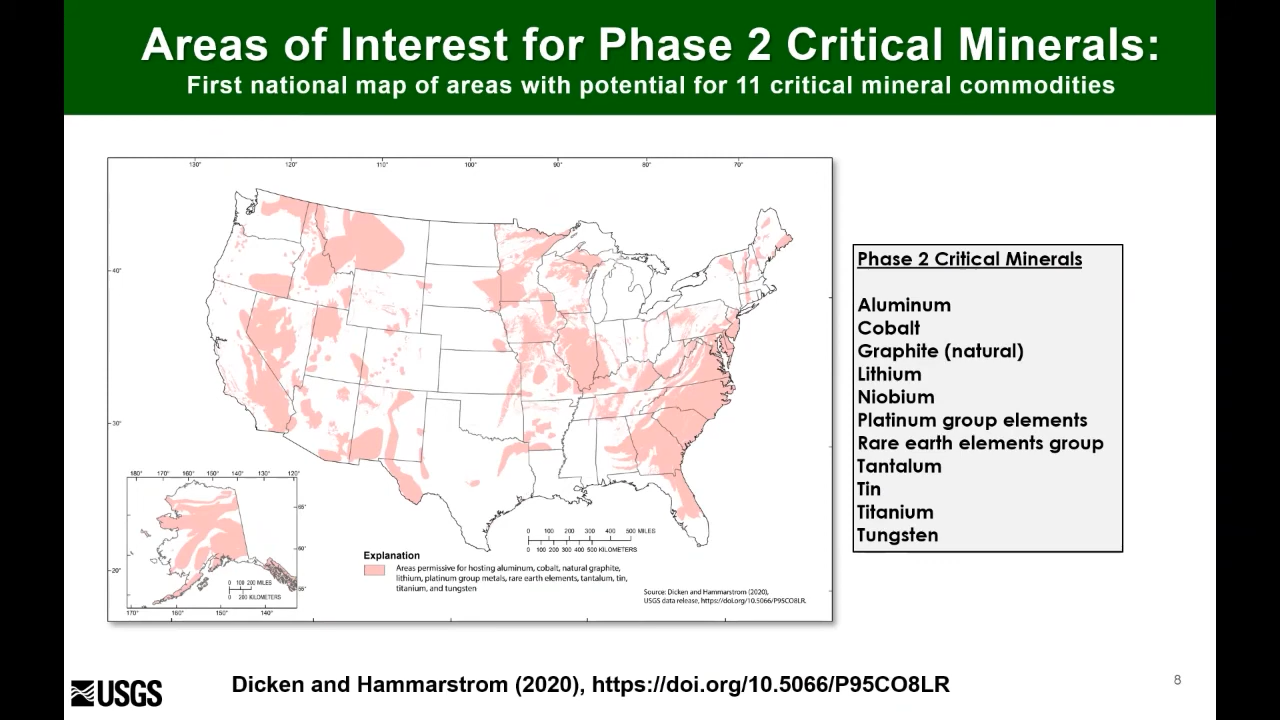 Areas of Interest for Phase 2 Critical Minerals:
First national map of areas with potential for 11 critical mineral commodities
130° 120° 110° 100° 90° 80° 70°
40°
30°
20°
Phase 2 Critical Minerals
Aluminum
Cobalt
Graphite (natural)
Lithium
Niobium
Platinum group elements
Rare earth elements group
Tantalum
Tin
Titanium
Tungsten
180° 170° 160° 150° 140° 130° 120°
65°
60°
55°
0 100 200 MILES
0 200 KILOMETERS
170° 160° 150° 140°
0 100 200 300 400 500 MILES
0 100 200 300 400 500 KILOMETERS
Explanation
Areas permissive for hosting aluminum, cobalt, natural graphite,
lithium, platinum group metals, rare earth elements, tantalum, tin,
titanium, and tungsten
Source: Dicken and Hammarstrom (2020),
USGS data release, https://doi.org/10.5066/P95CO8LR.
USGS
Dicken and Hammarstrom (2020), https://doi.org/10.5066/P95CO8LR
8